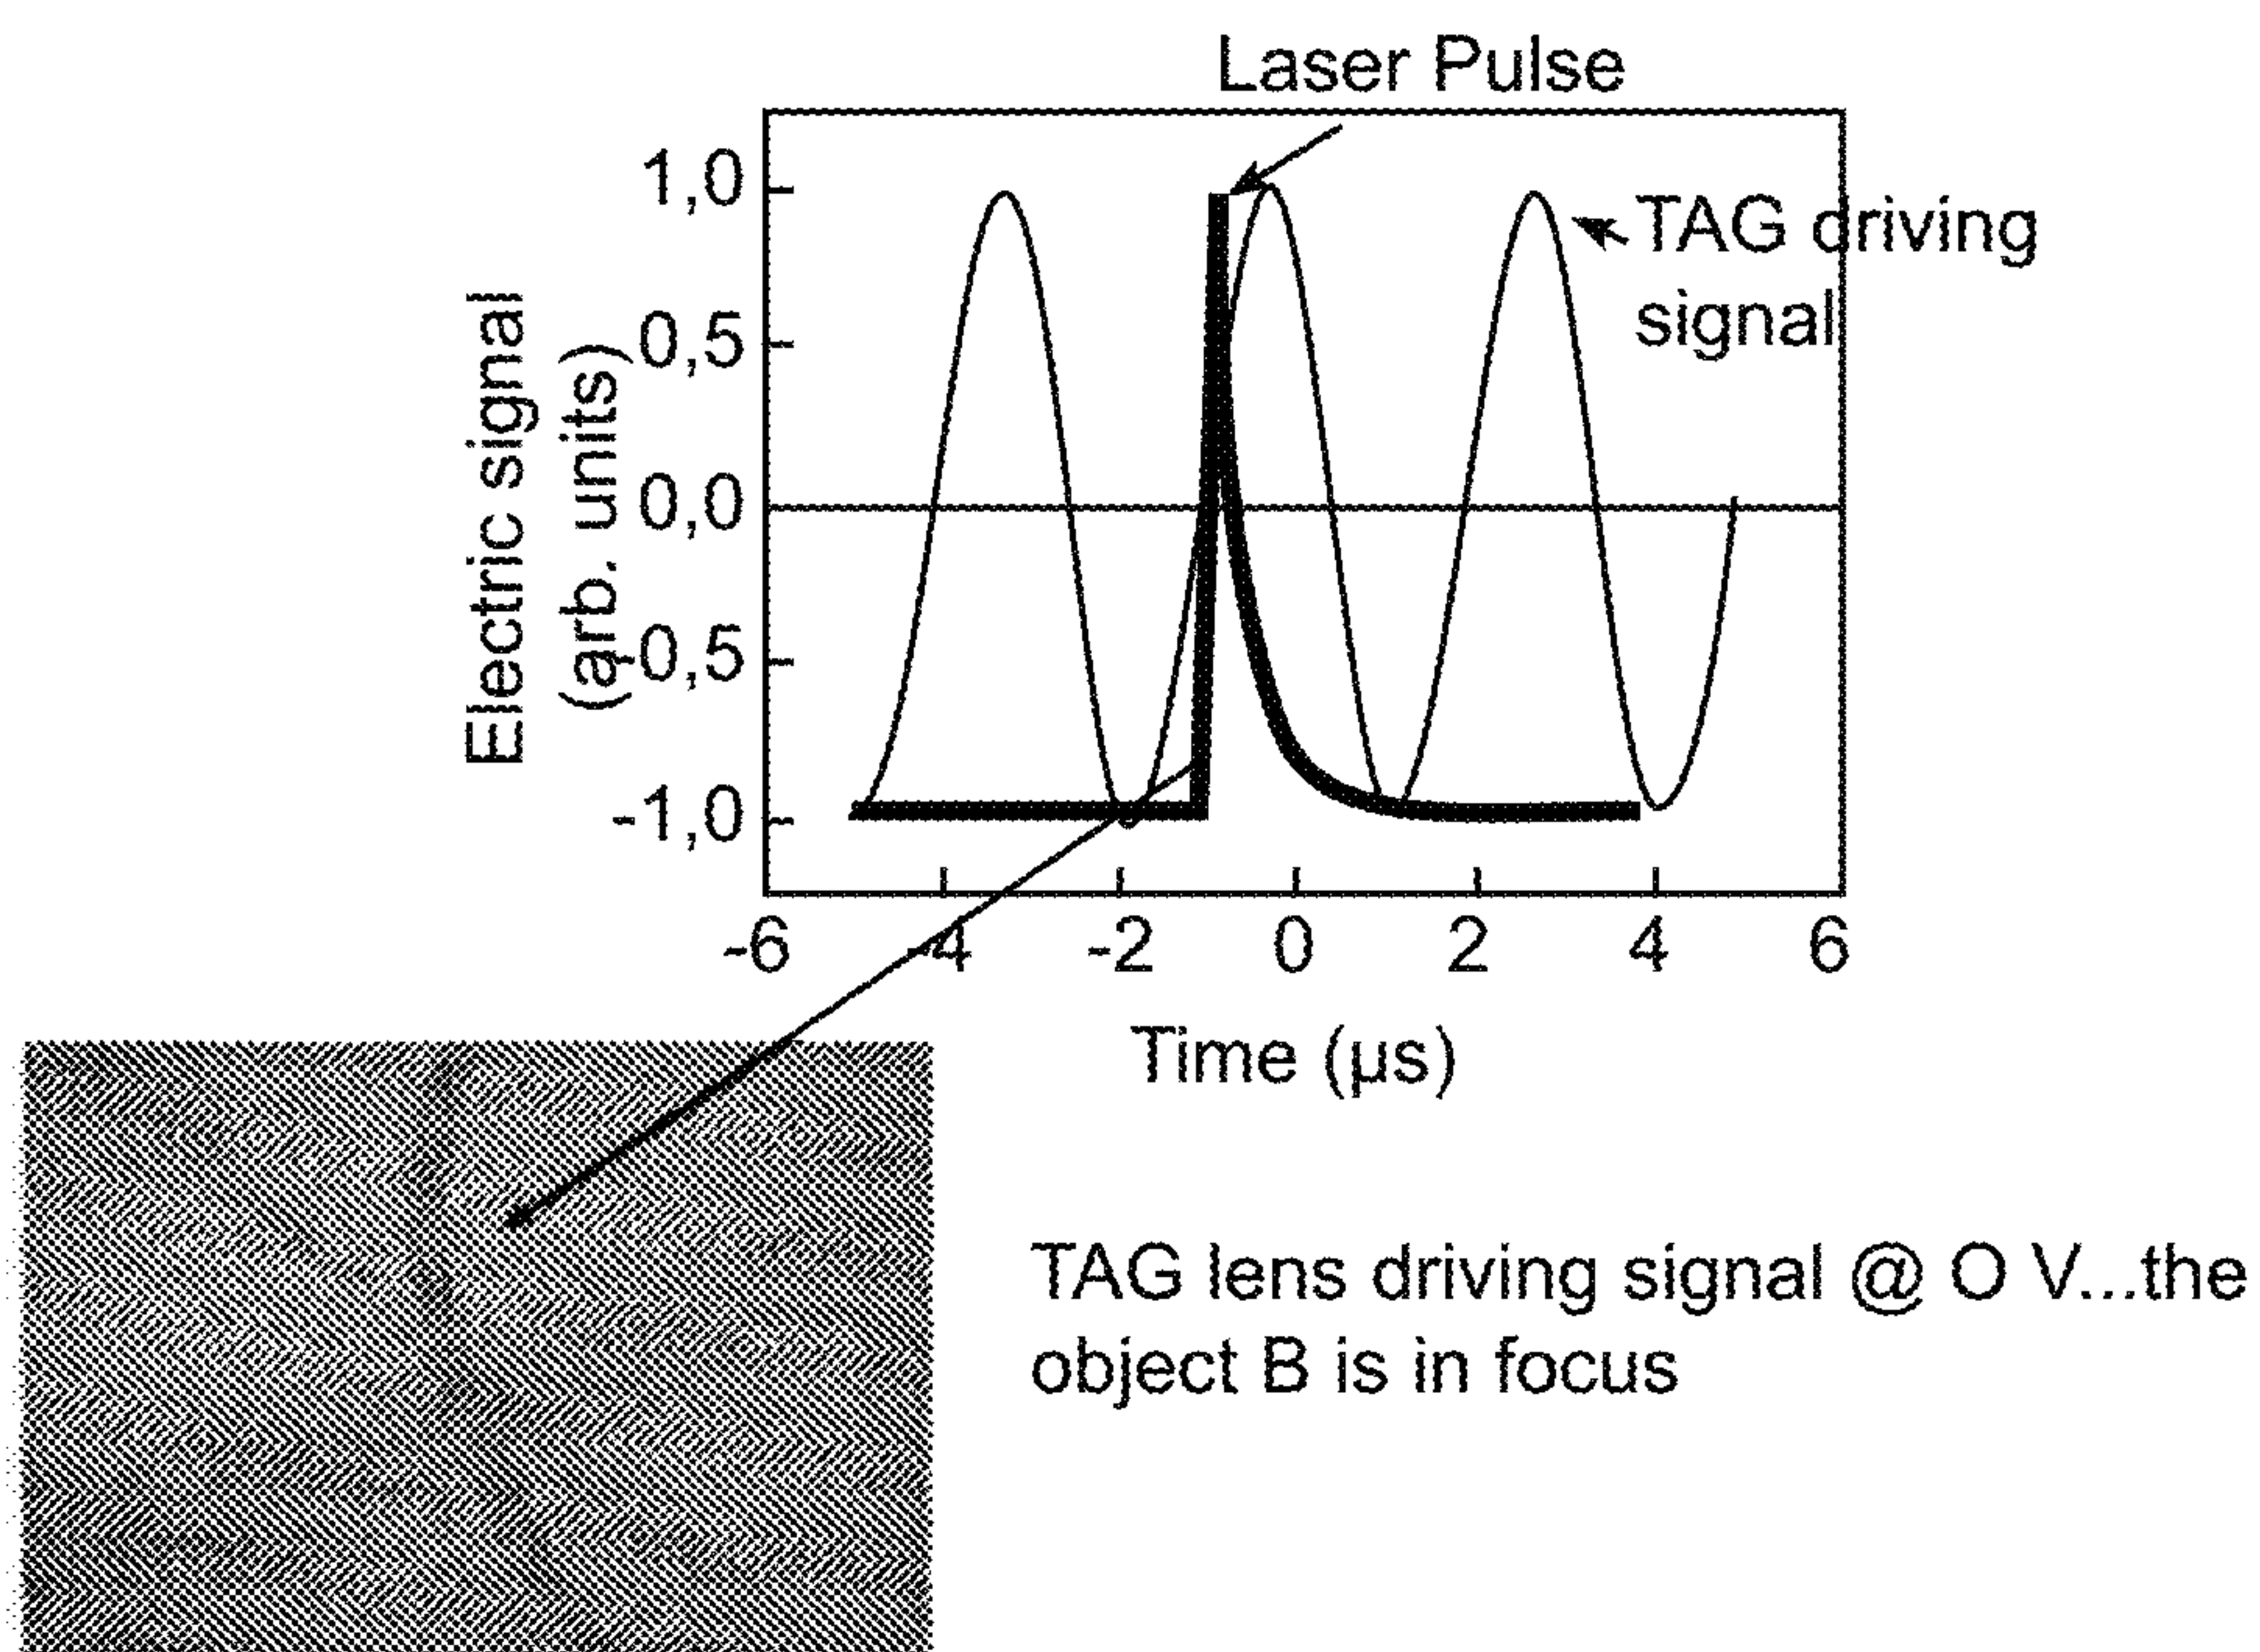 Laser Pulse
TAG driving
signal
Electric signal
(arb. units)
1,0
0,5
0,0
-0,5
-1,0
-6 -4 -2 0 2 4 6
Time (µs)
TAG lens driving signal @ O V...the
object B is in focus